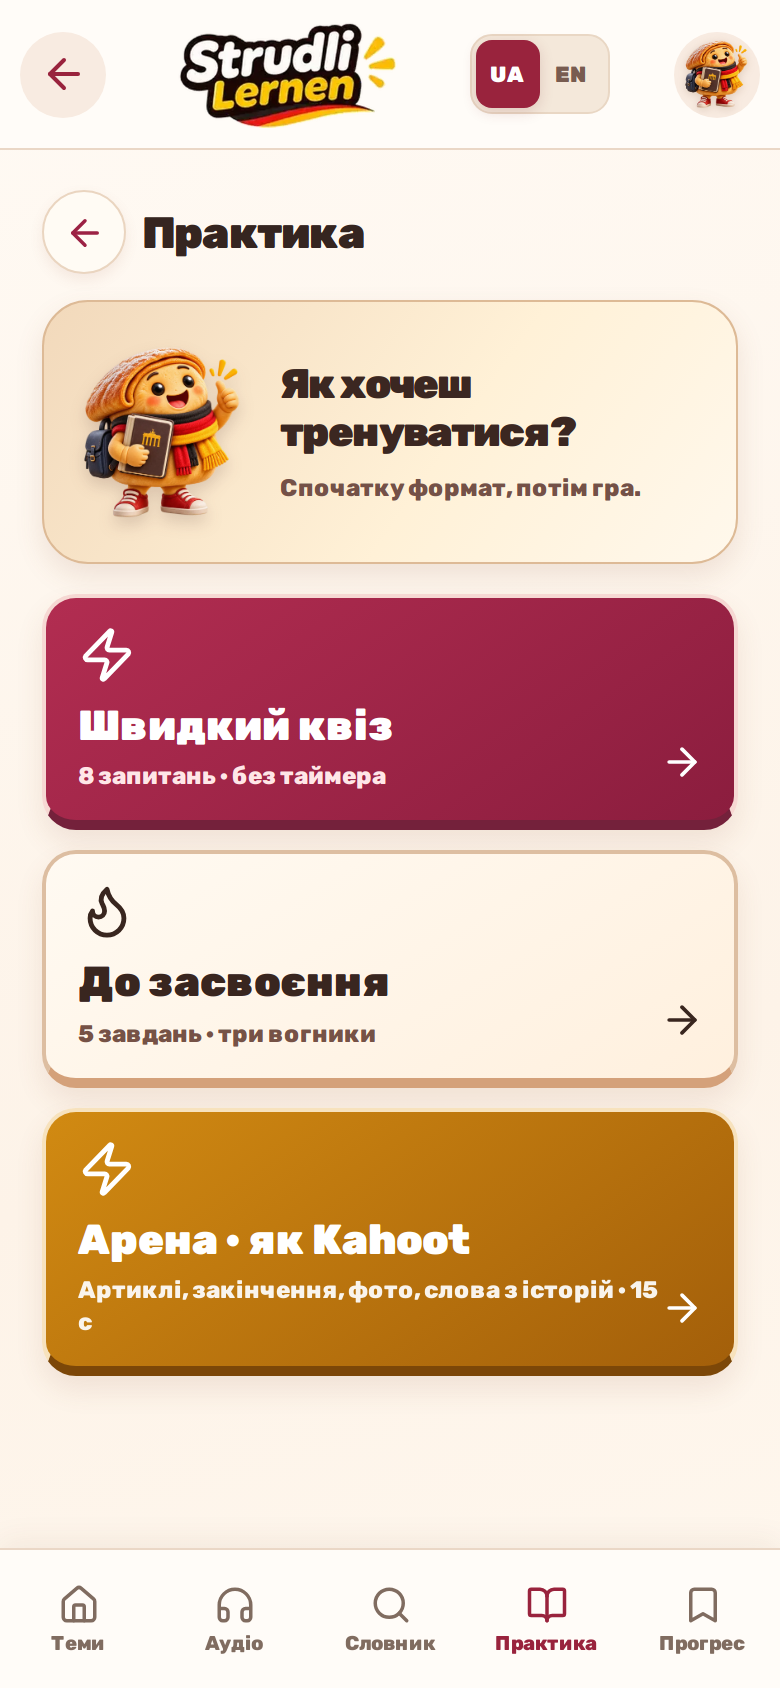 Strudli
Lernen
UA
EN
Практика
Як хочеш
тренуватися?
Спочатку формат, потім гра.
Швидкий квіз
8 запитань • без таймера
До засвоєння
5 завдань • три вогники
Арена • як Kahoot
Артиклі, закінчення, фото, слова з історій • 15
с
Теми
Аудіо
Словник
Практика
Прогрес